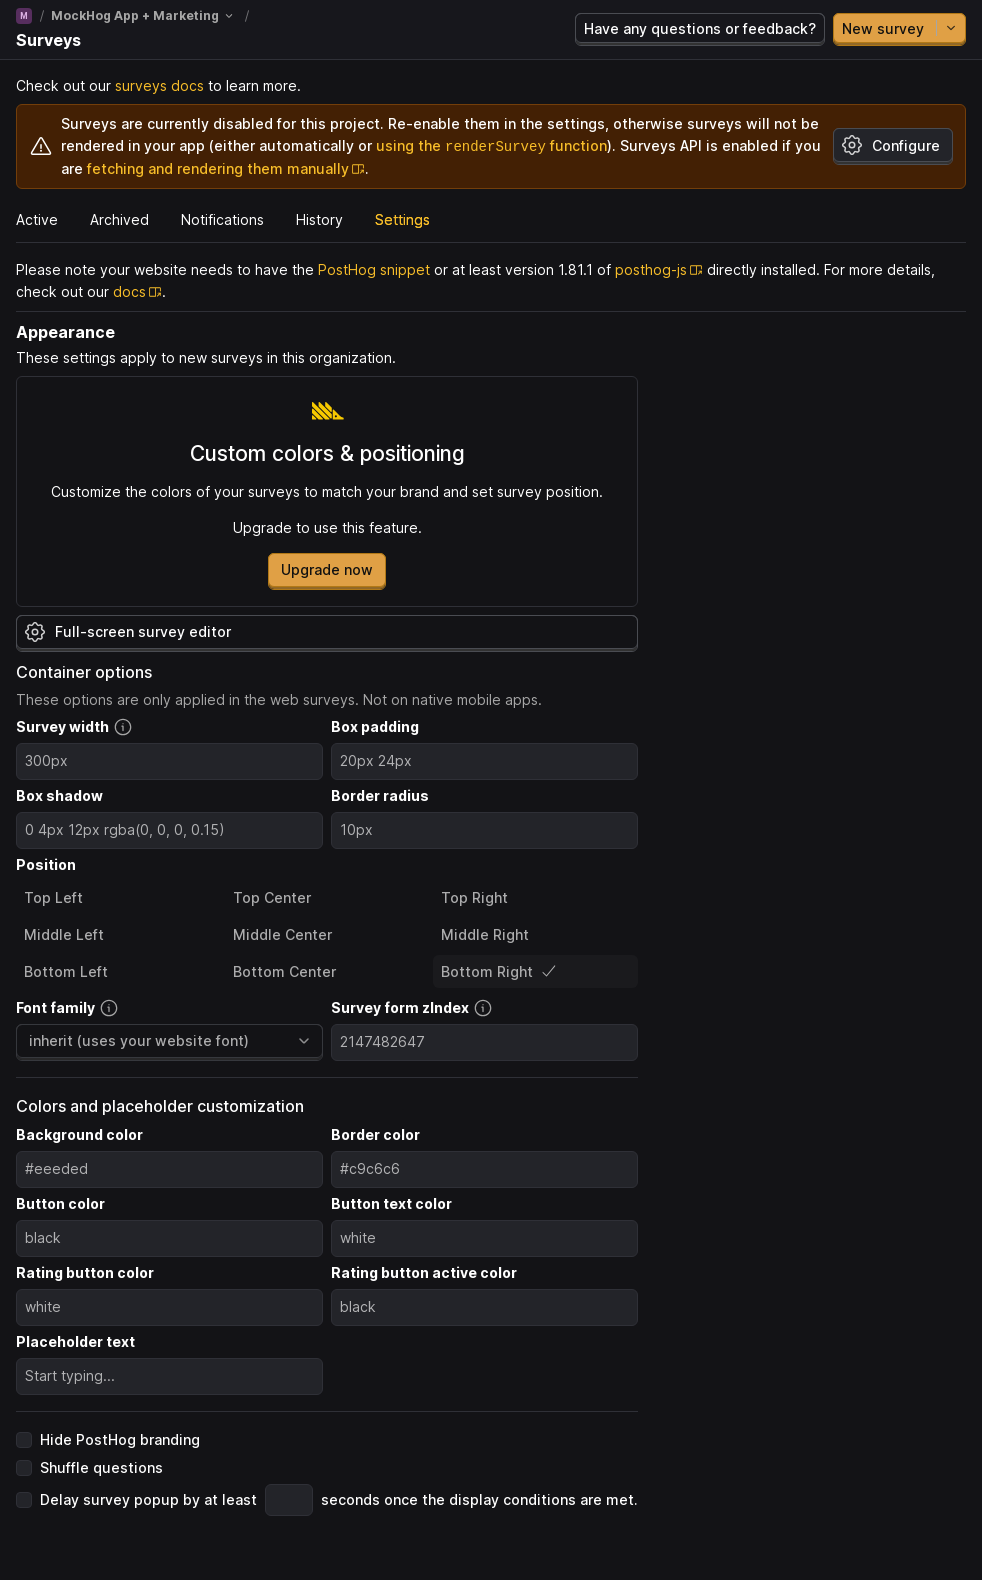 M / MockHog App + Marketing /
Surveys
Have any questions or feedback?
New survey
Check out our surveys docs to learn more.
Surveys are currently disabled for this project. Re-enable them in the settings, otherwise surveys will not be
rendered in your app (either automatically or using the renderSurvey function). Surveys API is enabled if you
are fetching and rendering them manually.
Configure
Active Archived Notifications History Settings
Please note your website needs to have the PostHog snippet or at least version 1.81.1 of posthog-js directly installed. For more details,
check out our docs.
Appearance
These settings apply to new surveys in this organization.
Custom colors & positioning
Customize the colors of your surveys to match your brand and set survey position.
Upgrade to use this feature.
Upgrade now
Full-screen survey editor
Container options
These options are only applied in the web surveys. Not on native mobile apps.
Survey width Box padding
300px 20px 24px
Box shadow Border radius
0 4px 12px rgba(0, 0, 0, 0.15) 10px
Position
Top Left Top Center Top Right
Middle Left Middle Center Middle Right
Bottom Left Bottom Center Bottom Right
Font family Survey form zIndex
inherit (uses your website font) 2147482647
Colors and placeholder customization
Background color Border color
#eeeded #c9c6c6
Button color Button text color
black white
Rating button color Rating button active color
white black
Placeholder text
Start typing...
Hide PostHog branding
Shuffle questions
Delay survey popup by at least seconds once the display conditions are met.